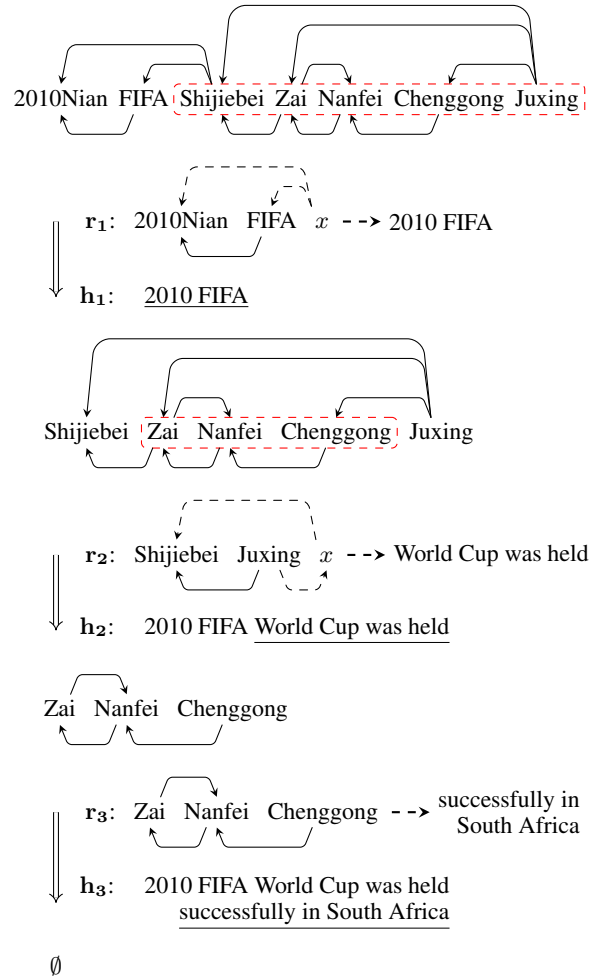 2010Nian FIFA Shijiebei Zai Nanfei Chenggong Juxing
r₁: 2010Nian FIFA x 2010 FIFA
h₁: 2010 FIFA
Shijiebei Zai Nanfei Chenggong Juxing
r₂: Shijiebei Juxing x World Cup was held
h₂: 2010 FIFA World Cup was held
Zai Nanfei Chenggong
r₃: Zai Nanfei Chenggong successfully in
South Africa
h₃: 2010 FIFA World Cup was held
successfully in South Africa
∅